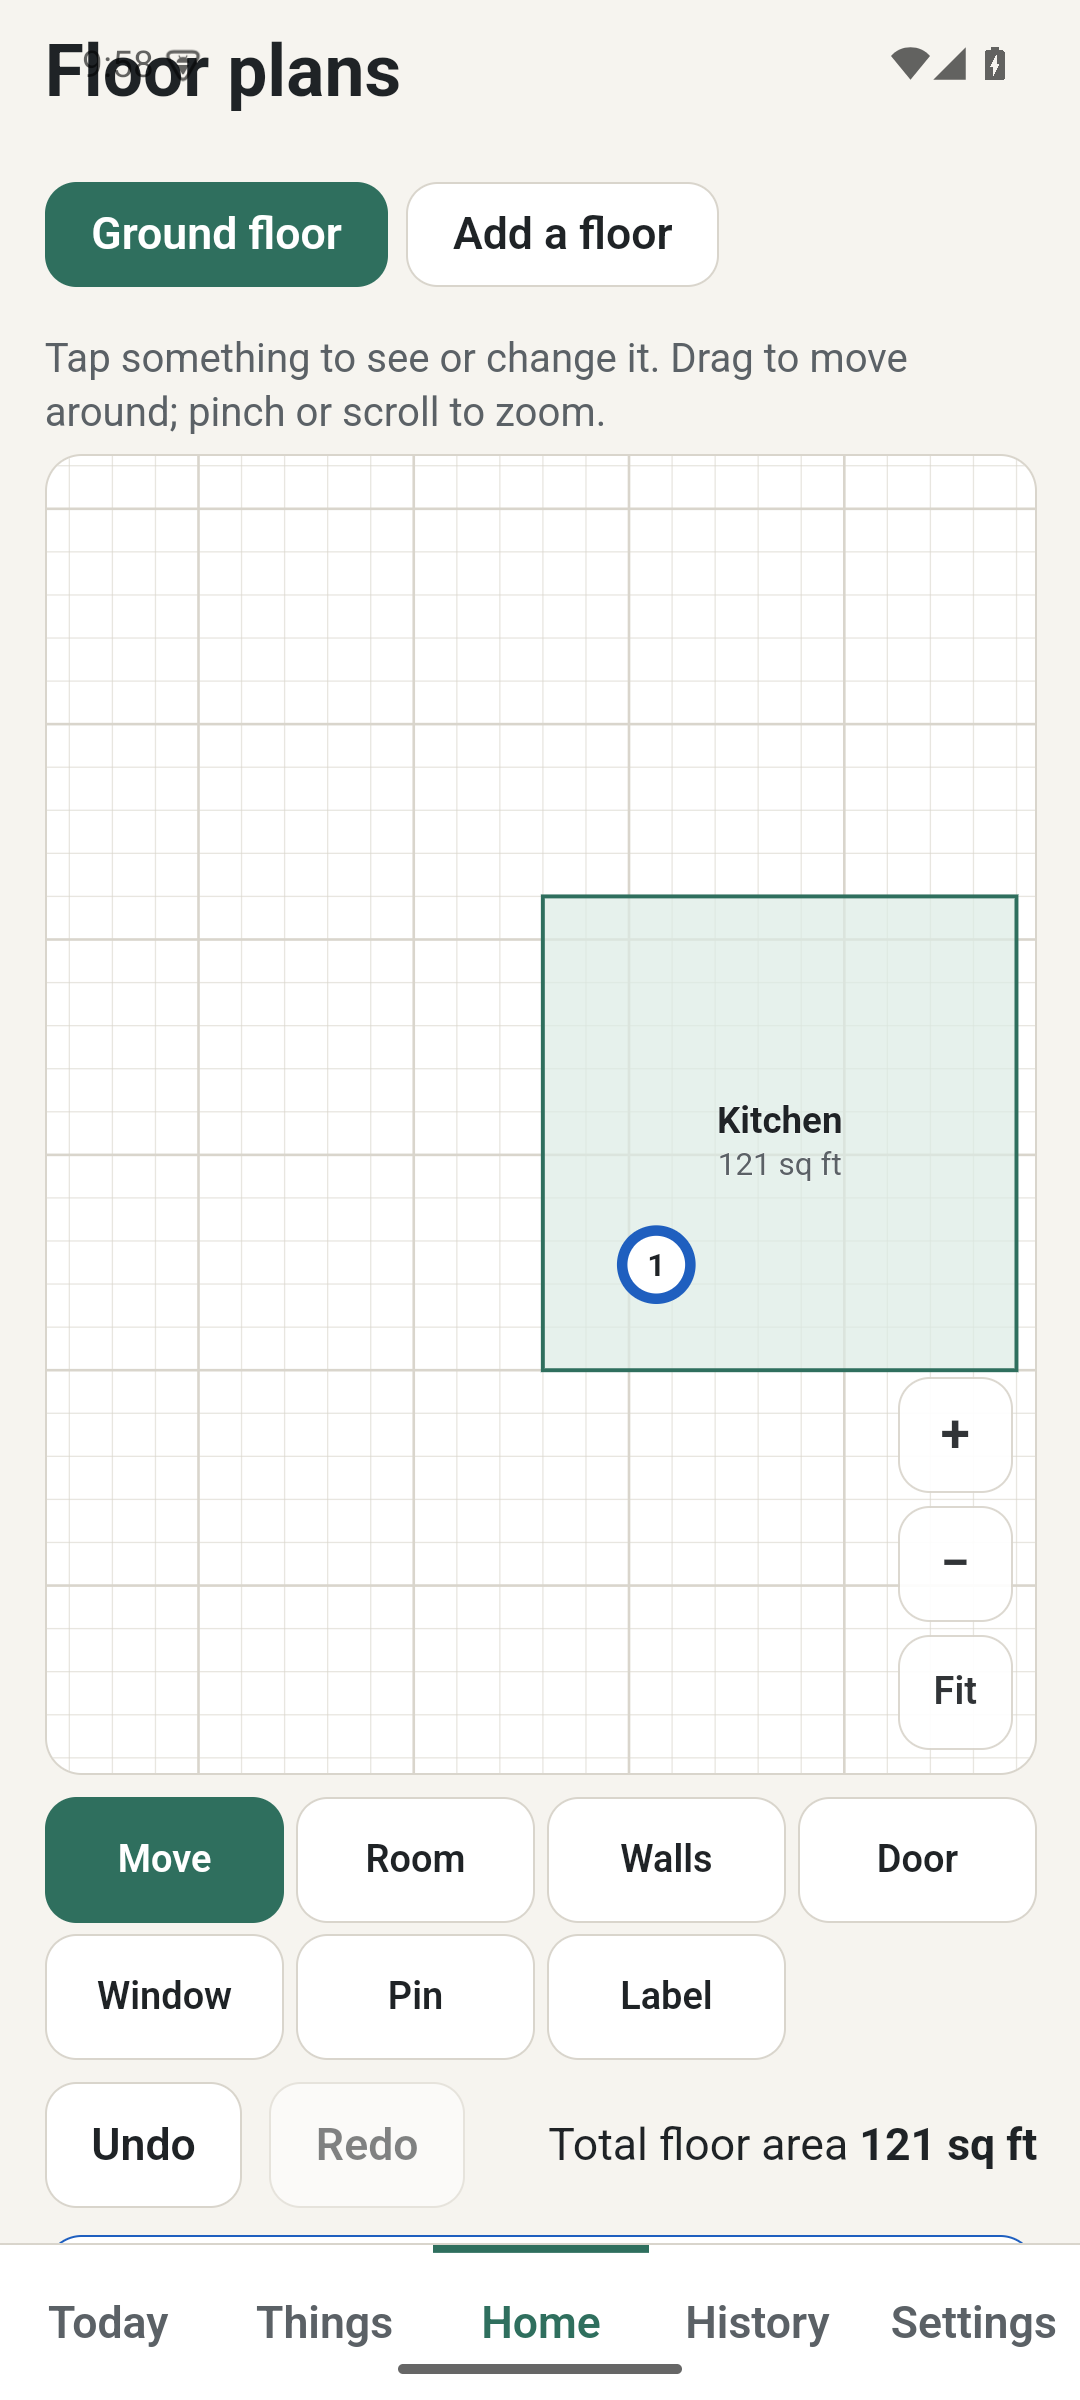 9:58
Floor plans
Ground floor
Add a floor
Tap something to see or change it. Drag to move
around; pinch or scroll to zoom.
Kitchen
121 sq ft
1
+
−
Fit
Move
Room
Walls
Door
Window
Pin
Label
Undo
Redo
Total floor area 121 sq ft
Today
Things
Home
History
Settings